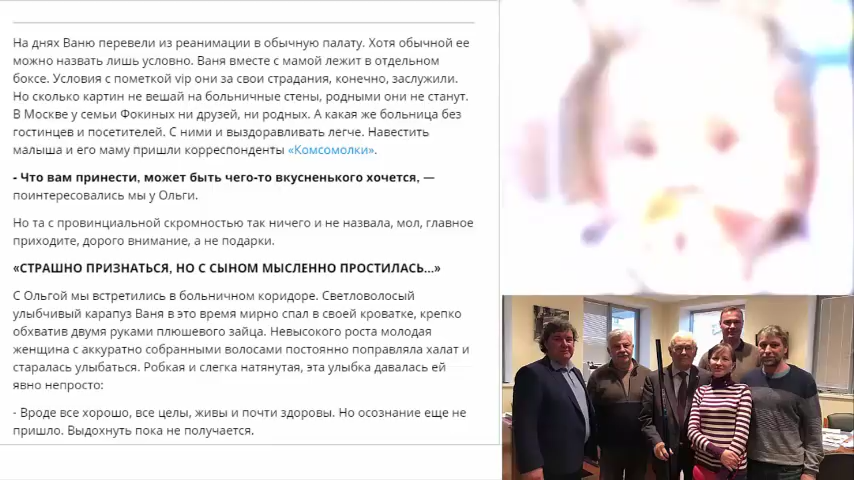 На днях Ваню перевели из реанимации в обычную палату. Хотя обычной ее
можно назвать лишь условно. Ваня вместе с мамой лежит в отдельном
боксе. Условия с пометкой vip они за свои страдания, конечно, заслужили.
Но сколько картин не вешай на больничные стены, родными они не станут.
В Москве у семьи Фокиных ни друзей, ни родных. А какая же больница без
гостинцев и посетителей. С ними и выздоравливать легче. Навестить
малыша и его маму пришли корреспонденты «Комсомолки».
- Что вам принести, может быть чего-то вкусненького хочется, —
поинтересовались мы у Ольги.
Но та с провинциальной скромностью так ничего и не назвала, мол, главное
приходите, дорого внимание, а не подарки.
«СТРАШНО ПРИЗНАТЬСЯ, НО С СЫНОМ МЫСЛЕННО ПРОСТИЛАСЬ...»
С Ольгой мы встретились в больничном коридоре. Светловолосый
улыбчивый карапуз Ваня в это время мирно спал в своей кроватке, крепко
обхватив двумя руками плюшевого зайца. Невысокого роста молодая
женщина с аккуратно собранными волосами постоянно поправляла халат и
старалась улыбаться. Робкая и слегка натянутая, эта улыбка давалась ей
явно непросто:
- Вроде все хорошо, все целы, живы и почти здоровы. Но осознание еще не
пришло. Выдохнуть пока не получается.